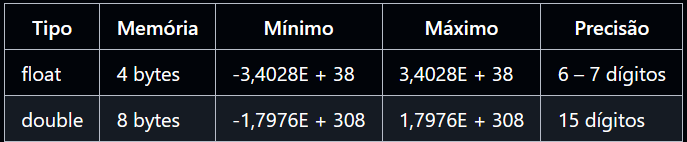 Tipo Memória Mínimo Máximo Precisão
float 4 bytes -3,4028E + 38 3,4028E + 38 6 – 7 dígitos
double 8 bytes -1,7976E + 308 1,7976E + 308 15 dígitos